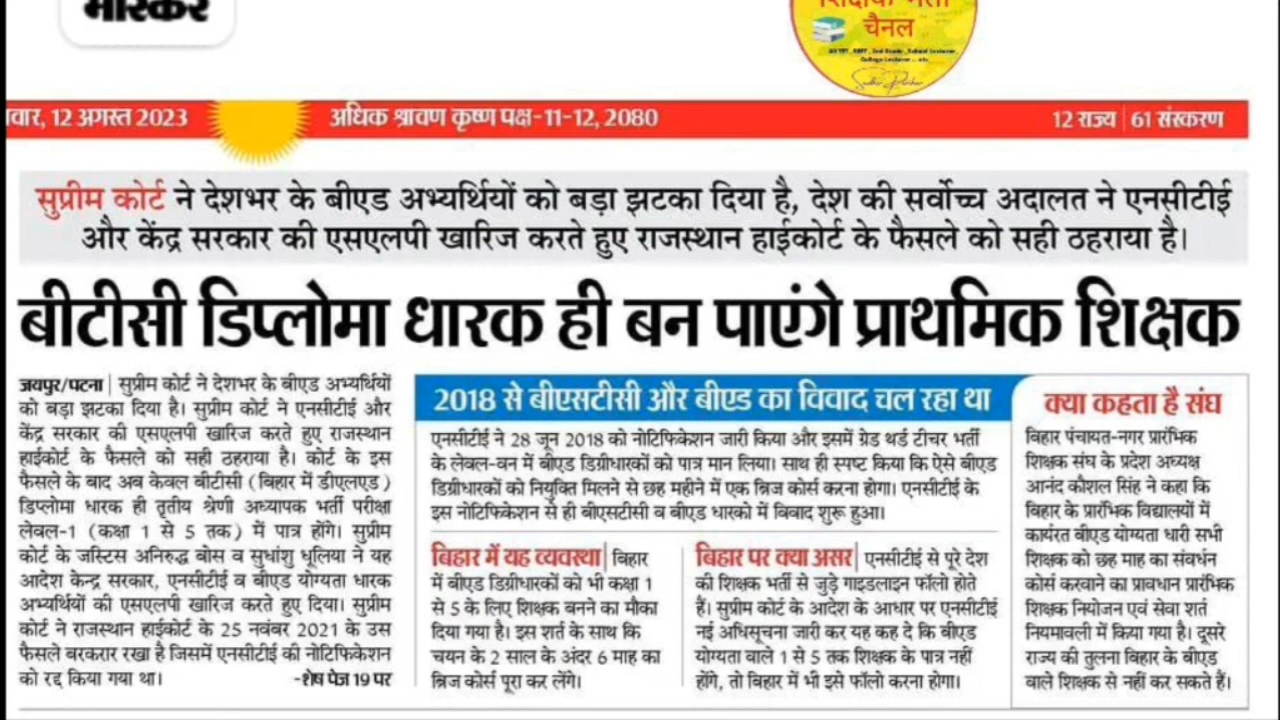 भास्कर
चैनल
12 अगस्त 2023
अधिक श्रावण कृष्ण पक्ष-11-12, 2080
12 राज्य | 61 संस्करण
सुप्रीम कोर्ट ने देशभर के बीएड अभ्यर्थियों को बड़ा झटका दिया है, देश की सर्वोच्च अदालत ने एनसीटीई
और केंद्र सरकार की एसएलपी खारिज करते हुए राजस्थान हाईकोर्ट के फैसले को सही ठहराया है।
बीटीसी डिप्लोमा धारक ही बन पाएंगे प्राथमिक शिक्षक
जयपुर/पटना | सुप्रीम कोर्ट ने देशभर के बीएड अभ्यर्थियों
को बड़ा झटका दिया है। सुप्रीम कोर्ट ने एनसीटीई और
केंद्र सरकार की एसएलपी खारिज करते हुए राजस्थान
हाईकोर्ट के फैसले को सही ठहराया है। कोर्ट के इस
फैसले के बाद अब केवल बीटीसी (बिहार में डीएलएड)
डिप्लोमा धारक ही तृतीय श्रेणी अध्यापक भर्ती परीक्षा
लेवल-1 (कक्षा 1 से 5 तक) में पात्र होंगे। सुप्रीम
कोर्ट के जस्टिस अनिरुद्ध बोस व सुधांशु धूलिया ने यह
आदेश केन्द्र सरकार, एनसीटीई व बीएड योग्यता धारक
अभ्यर्थियों की एसएलपी खारिज करते हुए दिया। सुप्रीम
कोर्ट ने राजस्थान हाईकोर्ट के 25 नवंबर 2021 के उस
फैसले बरकरार रखा है जिसमें एनसीटीई की नोटिफिकेशन
को रद्द किया गया था। -शेष पेज 19 पर
2018 से बीएसटीसी और बीएड का विवाद चल रहा था
एनसीटीई ने 28 जून 2018 को नोटिफिकेशन जारी किया और इसमें ग्रेड थर्ड टीचर भर्ती
के लेवल-वन में बीएड डिग्रीधारकों को पात्र मान लिया। साथ ही स्पष्ट किया कि ऐसे बीएड
डिग्रीधारकों को नियुक्ति मिलने से छह महीने में एक ब्रिज कोर्स करना होगा। एनसीटीई के
इस नोटिफिकेशन से ही बीएसटीसी व बीएड धारको में विवाद शुरू हुआ।
बिहार में यह व्यवस्था | बिहार
में बीएड डिग्रीधारकों को भी कक्षा 1
से 5 के लिए शिक्षक बनने का मौका
दिया गया है। इस शर्त के साथ कि
चयन के 2 साल के अंदर 6 माह का
ब्रिज कोर्स पूरा कर लेंगे।
बिहार पर क्या असर | एनसीटीई से पूरे देश
की शिक्षक भर्ती से जुड़े गाइडलाइन फॉलो होते
हैं। सुप्रीम कोर्ट के आदेश के आधार पर एनसीटीई
नई अधिसूचना जारी कर यह कह दे कि बीएड
योग्यता वाले 1 से 5 तक शिक्षक के पात्र नहीं
होंगे, तो बिहार में भी इसे फॉलो करना होगा।
क्या कहता है संघ
बिहार पंचायत-नगर प्रारंभिक
शिक्षक संघ के प्रदेश अध्यक्ष
आनंद कौशल सिंह ने कहा कि
बिहार के प्रारंभिक विद्यालयों में
कार्यरत बीएड योग्यता धारी सभी
शिक्षक को छह माह का संवर्धन
कोर्स करवाने का प्रावधान प्रारंभिक
शिक्षक नियोजन एवं सेवा शर्त
नियमावली में किया गया है। दूसरे
राज्य की तुलना बिहार के बीएड
वाले शिक्षक से नहीं कर सकते हैं।